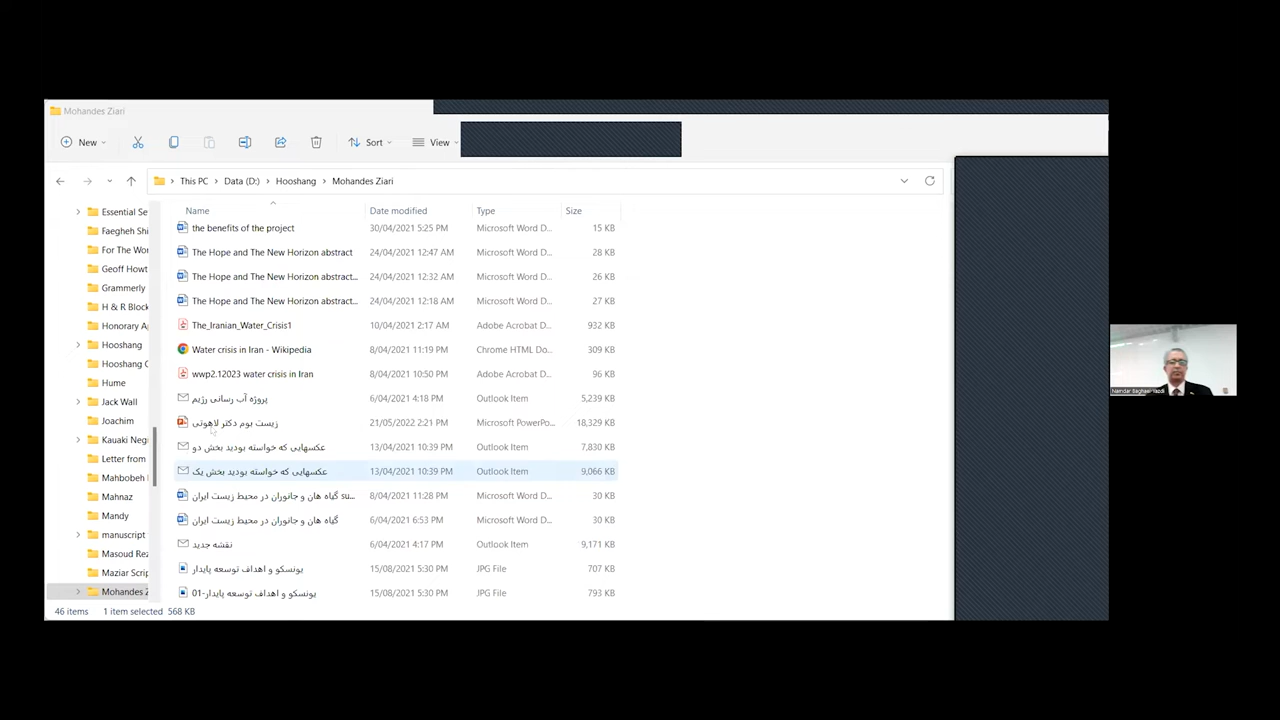 Mohandes Ziari
New
Sort
View
This PC > Data (D:) > Hooshang > Mohandes Ziari
Name Date modified Type Size
Essential Se
Faegheh Shi
For The Wor
Geoff Howt
Grammerly
H & R Block
Honorary Ap
Hooshang
Hooshang C
Hume
Jack Wall
Joachim
Kauaki Neg
Letter from
Mahbobeh
Mahnaz
Mandy
manuscript
Masoud Rez
Maziar Scrip
Mohandes Z
the benefits of the project 30/04/2021 5:25 PM Microsoft Word D... 15 KB
The Hope and The New Horizon abstract 24/04/2021 12:47 AM Microsoft Word D... 28 KB
The Hope and The New Horizon abstract... 24/04/2021 12:32 AM Microsoft Word D... 26 KB
The Hope and The New Horizon abstract... 24/04/2021 12:18 AM Microsoft Word D... 27 KB
The_Iranian_Water_Crisis1 10/04/2021 2:17 AM Adobe Acrobat D... 932 KB
Water crisis in Iran - Wikipedia 8/04/2021 11:19 PM Chrome HTML Do... 309 KB
wwp2.12023 water crisis in Iran 8/04/2021 10:50 PM Adobe Acrobat D... 96 KB
پروژه آب رسانی رژیم 6/04/2021 4:18 PM Outlook Item 5,239 KB
زیست بوم دکتر لاهوتی 21/05/2022 2:21 PM Microsoft PowerPo... 18,329 KB
عکسهایی که خواسته بودید بخش دو 13/04/2021 10:39 PM Outlook Item 7,830 KB
عکسهایی که خواسته بودید بخش یک 13/04/2021 10:39 PM Outlook Item 9,066 KB
گیاه هان و جانوران در محیط زیست ایران su... 8/04/2021 11:28 PM Microsoft Word D... 30 KB
گیاه هان و جانوران در محیط زیست ایران 6/04/2021 6:53 PM Microsoft Word D... 30 KB
نقشه جدید 6/04/2021 4:17 PM Outlook Item 9,171 KB
یونسکو و اهداف توسعه پایدار 15/08/2021 5:30 PM JPG File 707 KB
یونسکو و اهداف توسعه پایدار-01 15/08/2021 5:30 PM JPG File 793 KB
46 items 1 item selected 568 KB
Namdar Baghaei-Yazdi